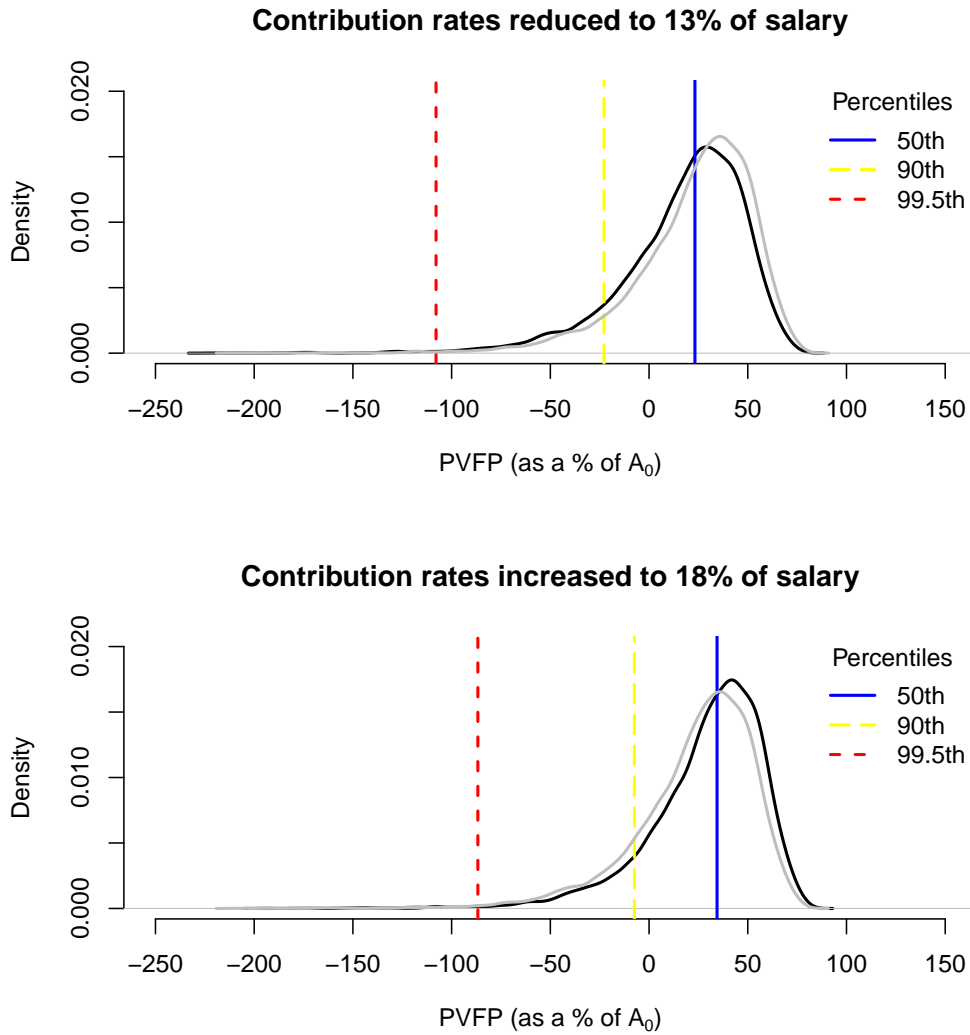 Contribution rates reduced to 13% of salary
Density
0.000
0.010
0.020
Percentiles
50th
90th
99.5th
−250 −200 −150 −100 −50 0 50 100 150
PVFP (as a % of A₀)
Contribution rates increased to 18% of salary
Density
0.000
0.010
0.020
Percentiles
50th
90th
99.5th
−250 −200 −150 −100 −50 0 50 100 150
PVFP (as a % of A₀)